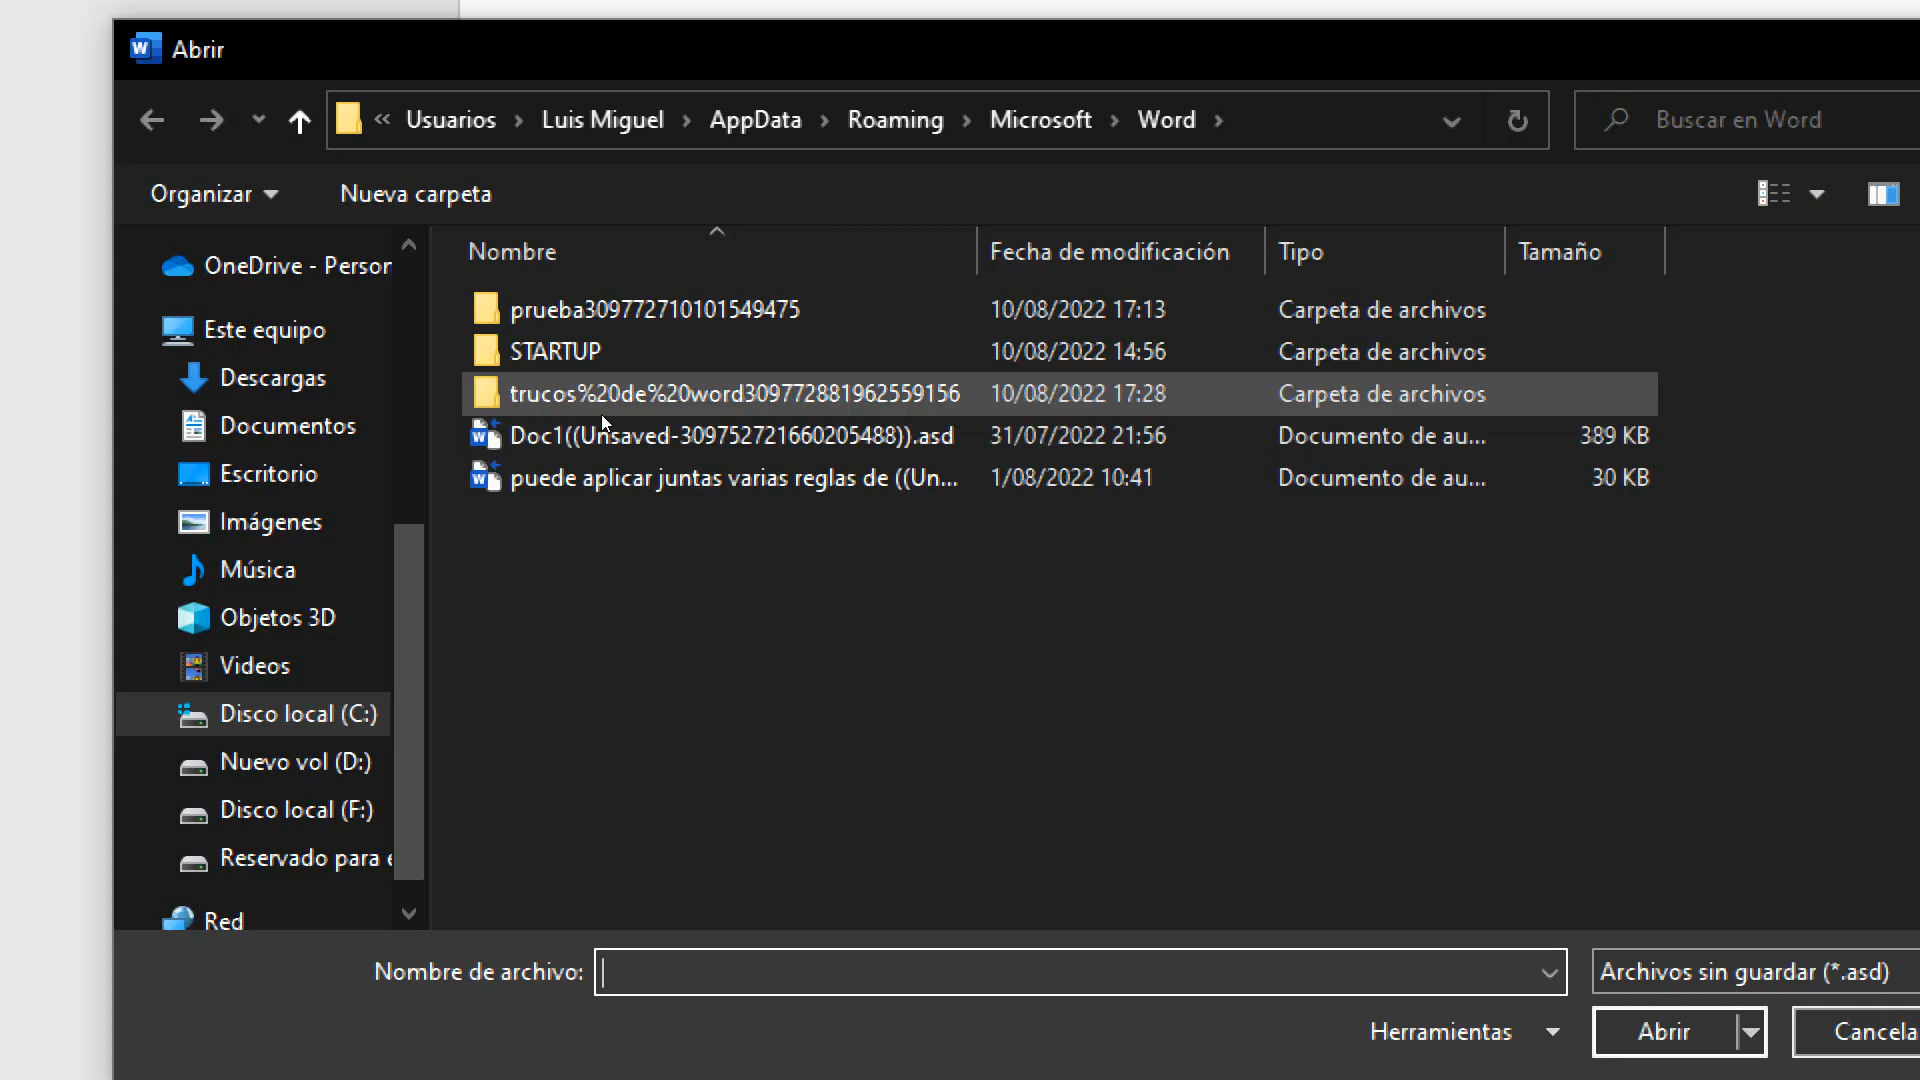 Abrir
« Usuarios › Luis Miguel › AppData › Roaming › Microsoft › Word ›
Buscar en Word
Organizar
Nueva carpeta
Nombre
Fecha de modificación
Tipo
Tamaño
OneDrive - Person
Este equipo
Descargas
Documentos
Escritorio
Imágenes
Música
Objetos 3D
Videos
Disco local (C:)
Nuevo vol (D:)
Disco local (F:)
Reservado para e
Red
prueba309772710101549475 10/08/2022 17:13 Carpeta de archivos
STARTUP 10/08/2022 14:56 Carpeta de archivos
trucos%20de%20word309772881962559156 10/08/2022 17:28 Carpeta de archivos
Doc1((Unsaved-309752721660205488)).asd 31/07/2022 21:56 Documento de au... 389 KB
puede aplicar juntas varias reglas de ((Un... 1/08/2022 10:41 Documento de au... 30 KB
Nombre de archivo:
Archivos sin guardar (*.asd)
Herramientas
Abrir
Cancela